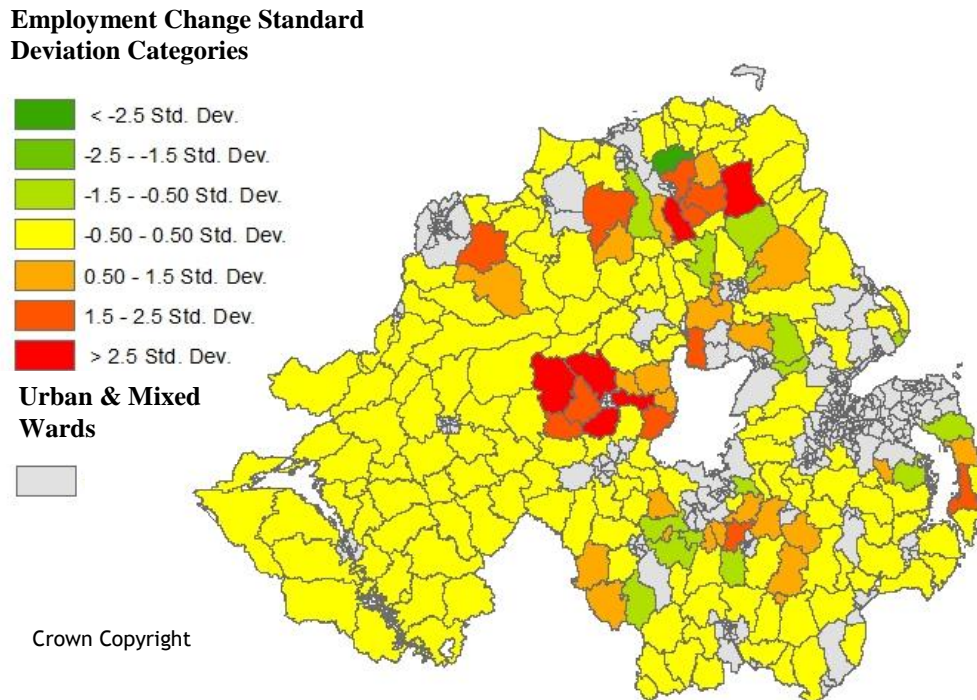 Employment Change Standard
Deviation Categories
< -2.5 Std. Dev.
-2.5 - -1.5 Std. Dev.
-1.5 - -0.50 Std. Dev.
-0.50 - 0.50 Std. Dev.
0.50 - 1.5 Std. Dev.
1.5 - 2.5 Std. Dev.
> 2.5 Std. Dev.
Urban & Mixed
Wards
Crown Copyright